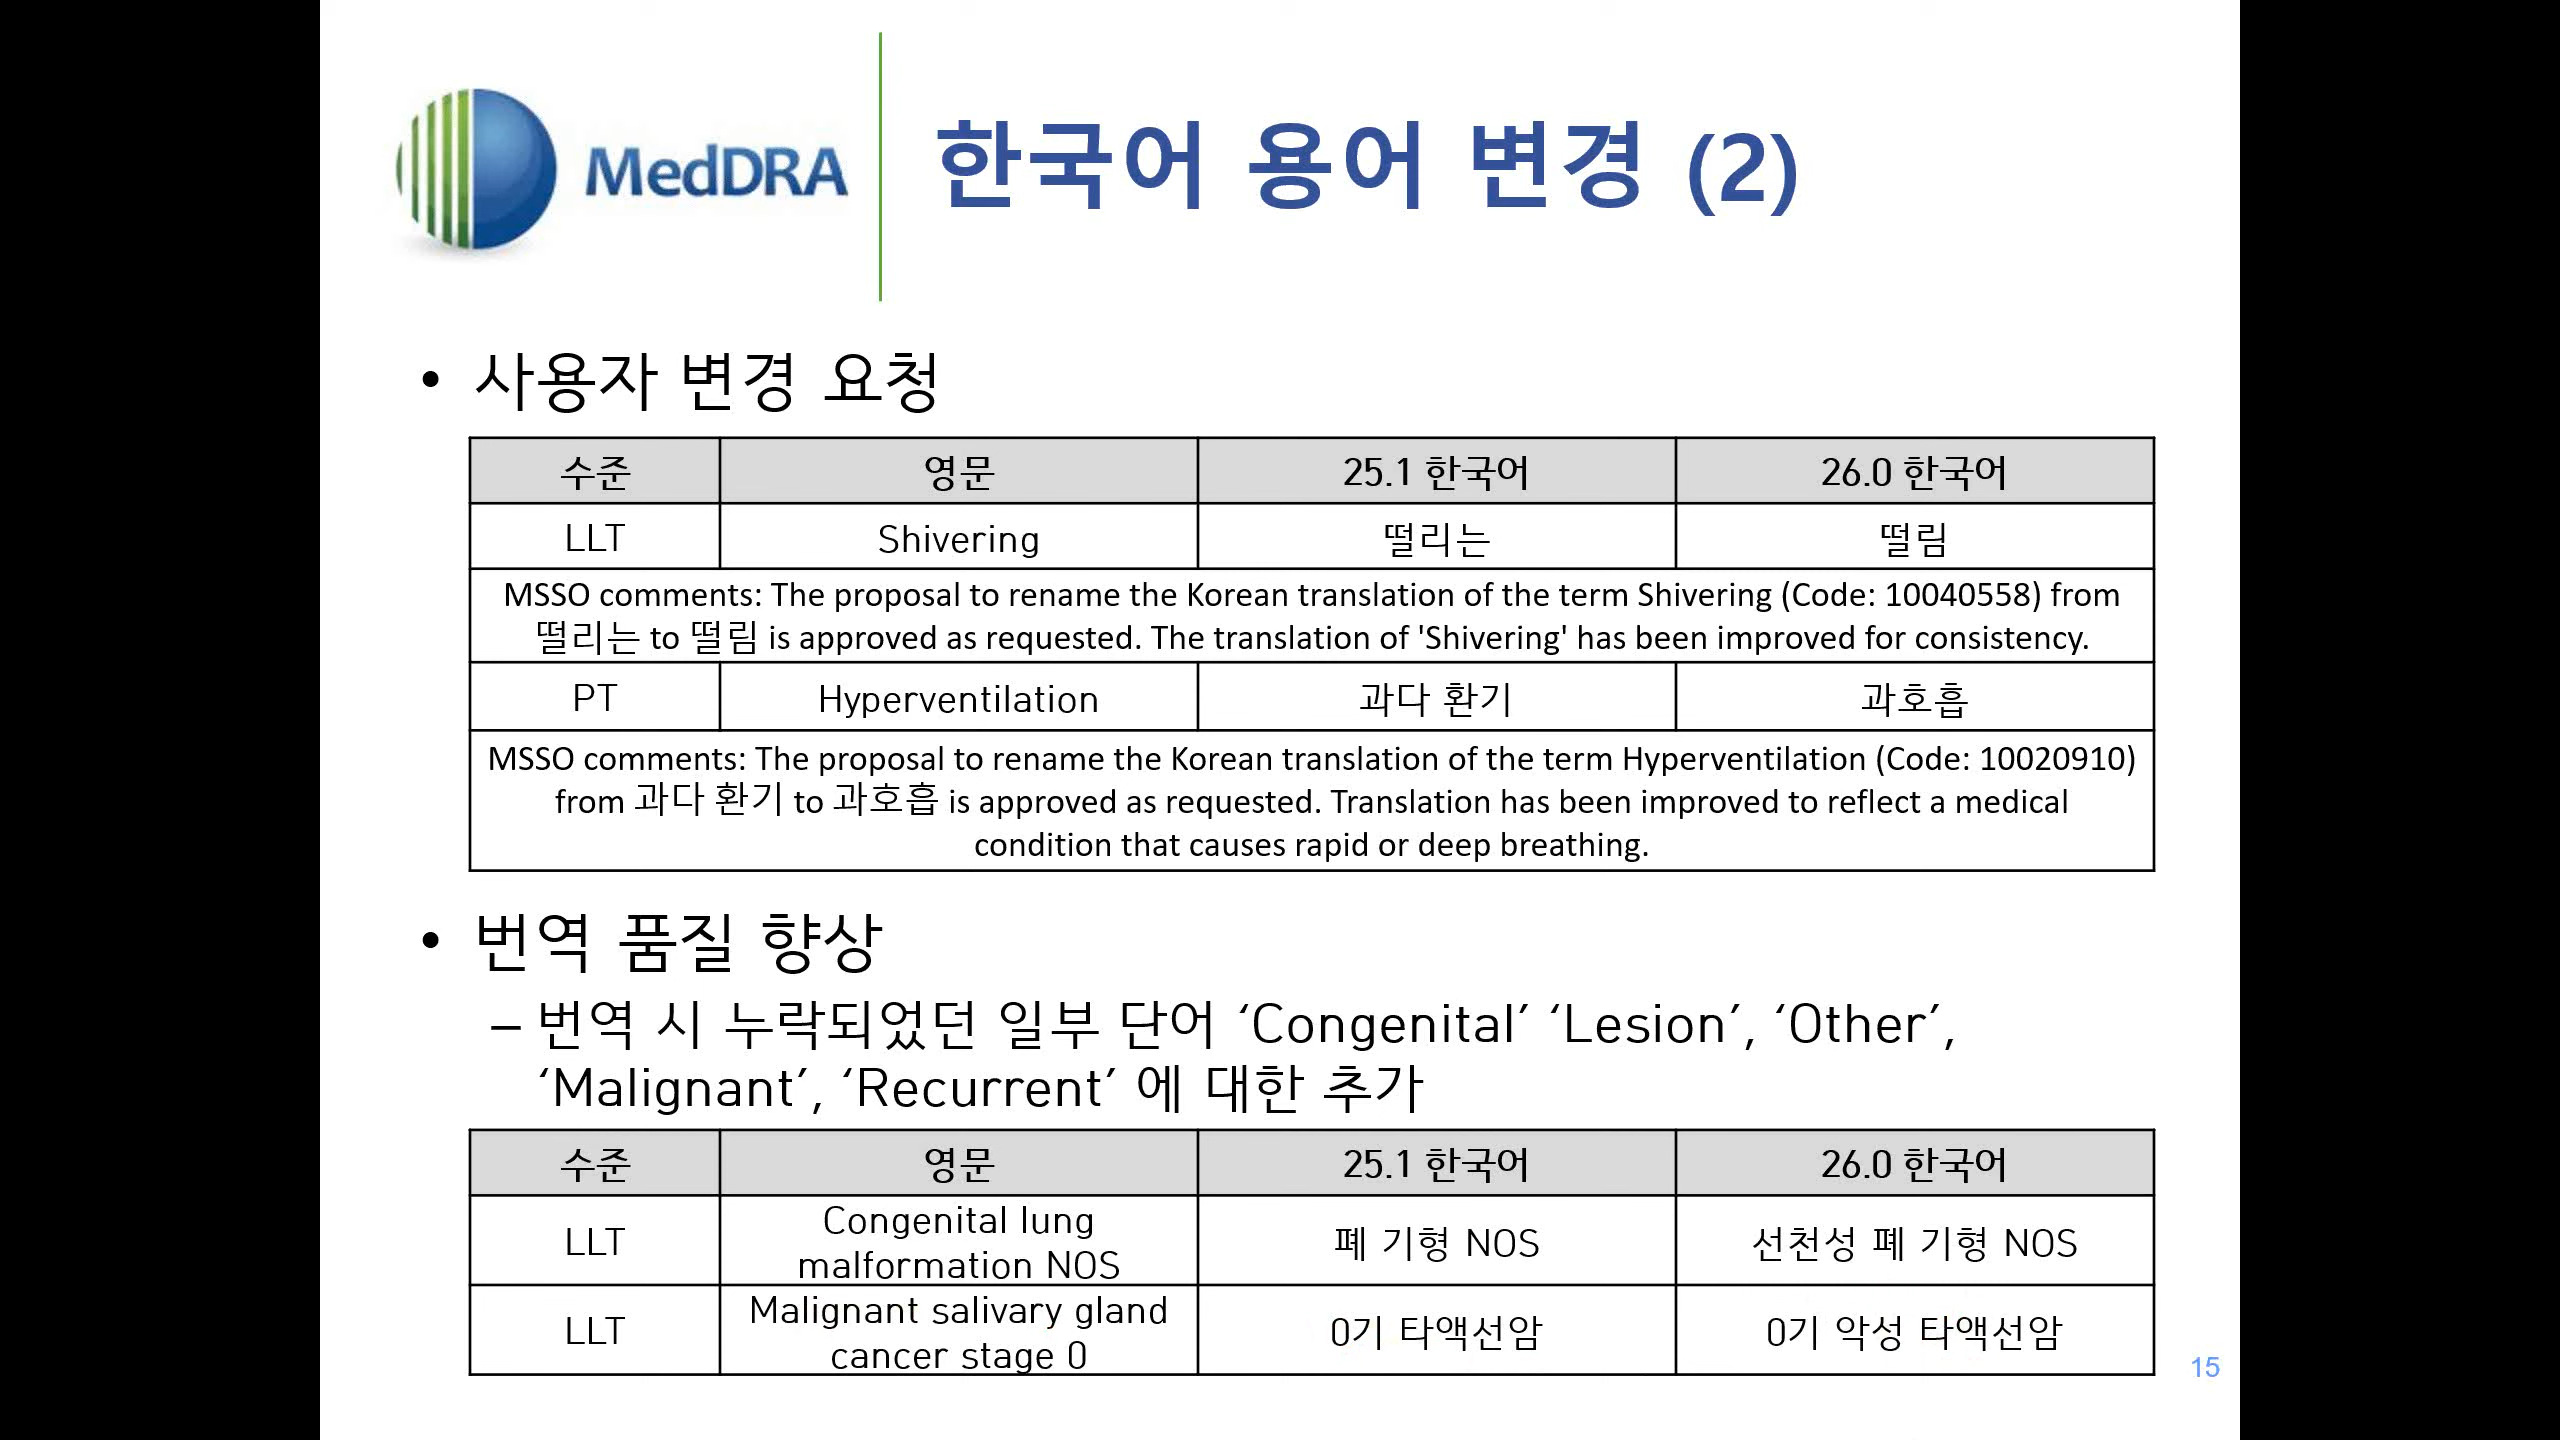 MedDRA
한국어 용어 변경 (2)
• 사용자 변경 요청
수준 영문 25.1 한국어 26.0 한국어
LLT Shivering 떨리는 떨림
MSSO comments: The proposal to rename the Korean translation of the term Shivering (Code: 10040558) from
떨리는 to 떨림 is approved as requested. The translation of 'Shivering' has been improved for consistency.
PT Hyperventilation 과다 환기 과호흡
MSSO comments: The proposal to rename the Korean translation of the term Hyperventilation (Code: 10020910)
from 과다 환기 to 과호흡 is approved as requested. Translation has been improved to reflect a medical
condition that causes rapid or deep breathing.
• 번역 품질 향상
– 번역 시 누락되었던 일부 단어 ‘Congenital’ ‘Lesion’, ‘Other’,
‘Malignant’, ‘Recurrent’ 에 대한 추가
수준 영문 25.1 한국어 26.0 한국어
LLT Congenital lung malformation NOS 폐 기형 NOS 선천성 폐 기형 NOS
LLT Malignant salivary gland cancer stage 0 0기 타액선암 0기 악성 타액선암
15